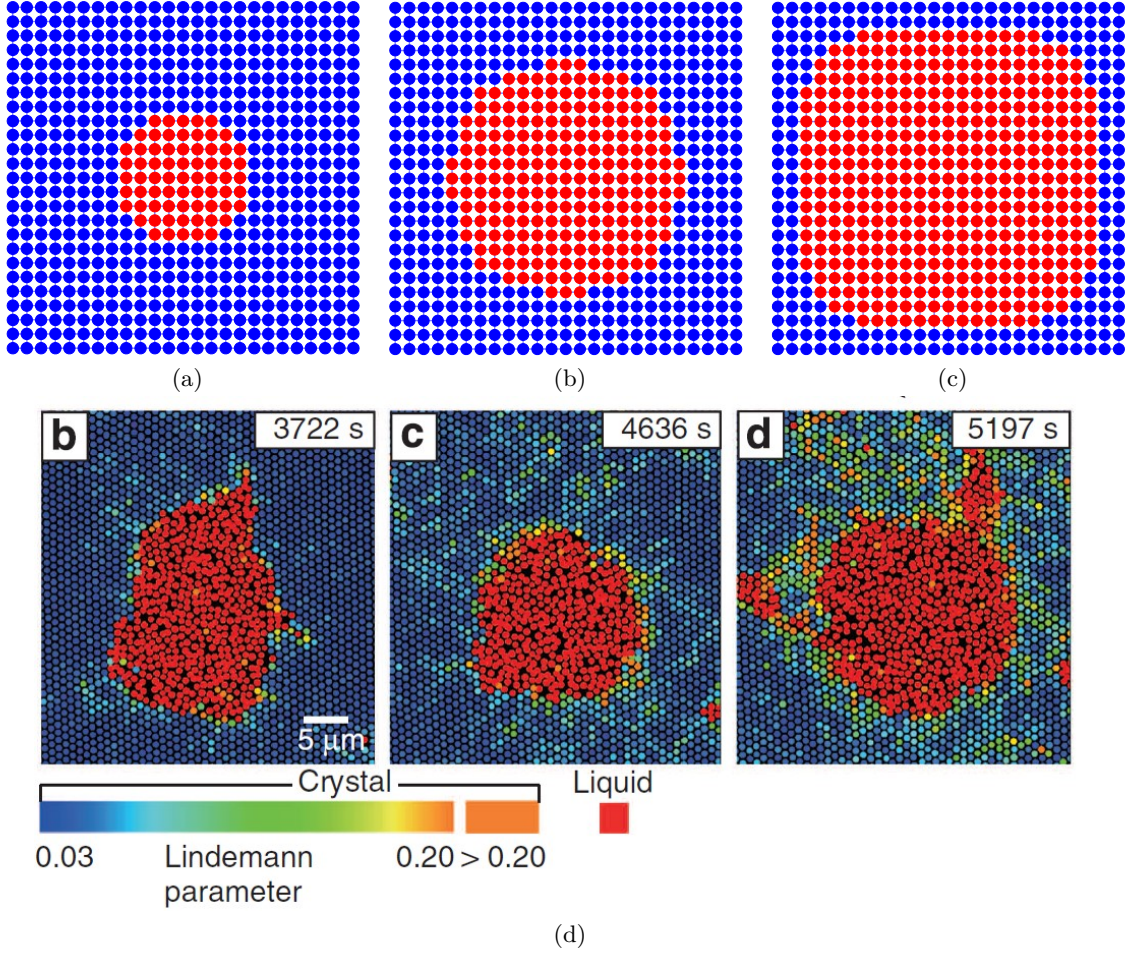 (a) (b) (c)
b 3722 s c 4636 s d 5197 s
5 μm
Crystal Liquid
0.03 Lindemann 0.20 > 0.20
parameter
(d)